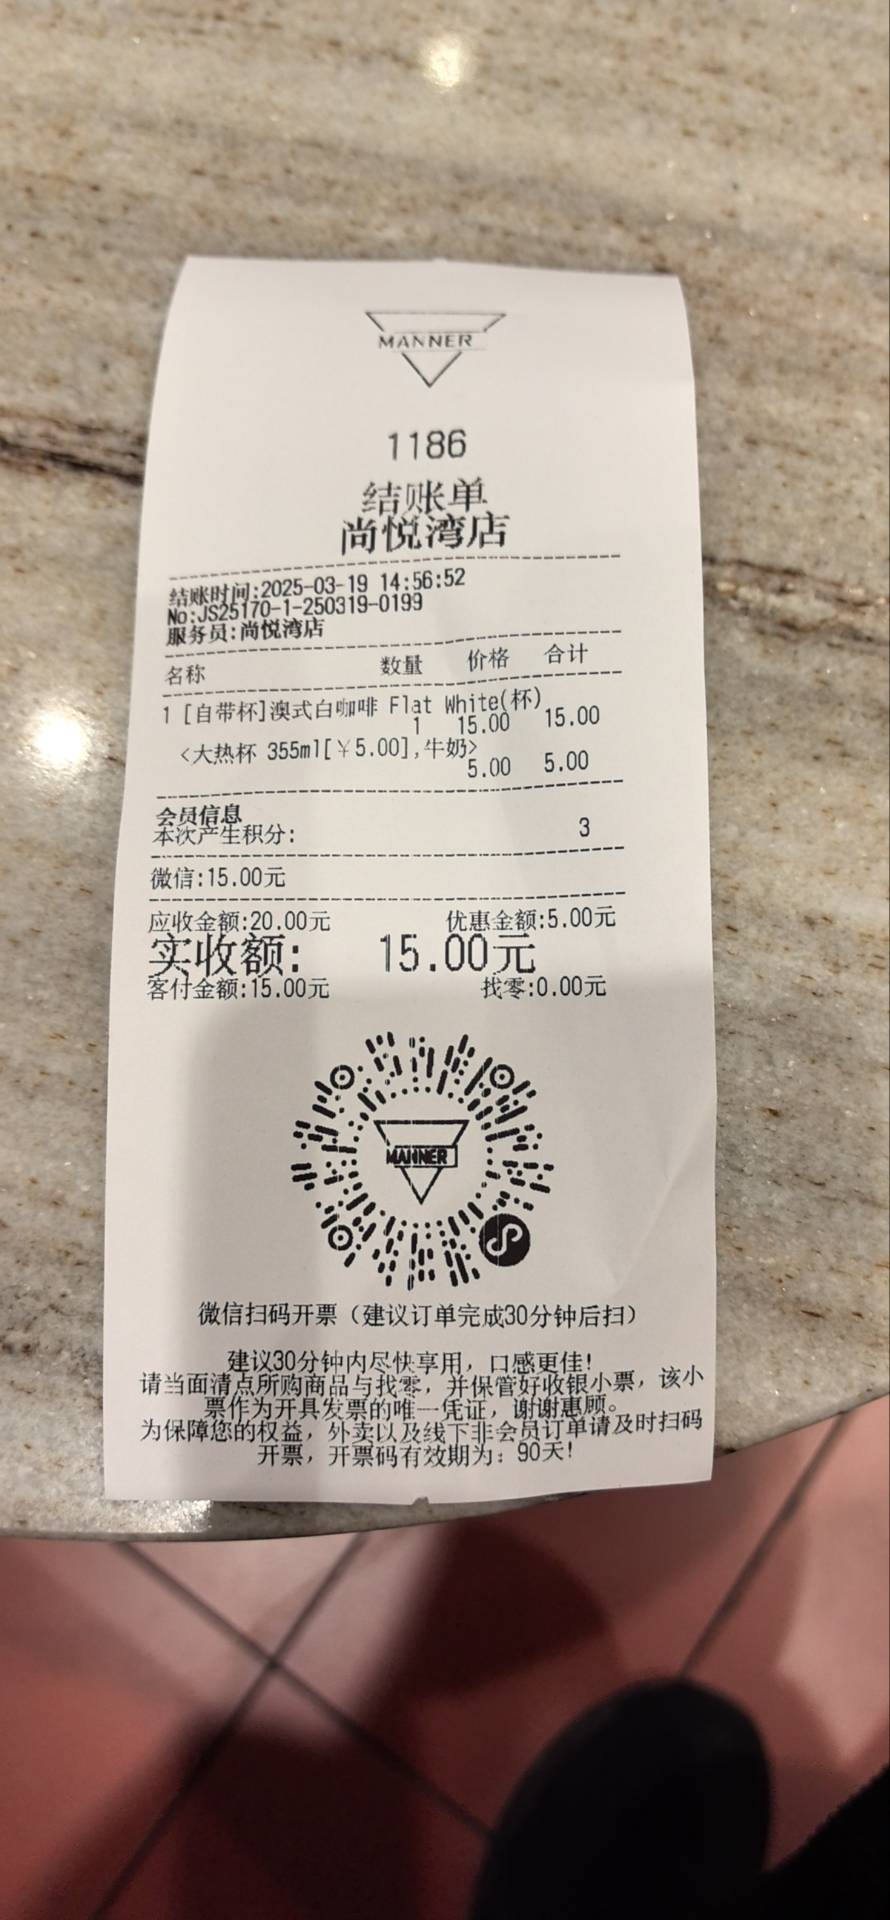 MANNER
1186
结账单
尚悦湾店
结账时间:2025-03-19 14:56:52
No:JS25170-1-250319-0199
服务员:尚悦湾店
名称 数量 价格 合计
1 [自带杯]澳式白咖啡 Flat White(杯)
1 15.00 15.00
<大热杯 355ml[￥5.00],牛奶>
5.00 5.00
会员信息
本次产生积分: 3
微信:15.00元
应收金额:20.00元 优惠金额:5.00元
实收额: 15.00元
客付金额:15.00元 找零:0.00元
MANNER
微信扫码开票（建议订单完成30分钟后扫）
建议30分钟内尽快享用，口感更佳！
请当面清点所购商品与找零，并保管好收银小票，该小
票作为开具发票的唯一凭证，谢谢惠顾。
为保障您的权益，外卖以及线下非会员订单请及时扫码
开票，开票码有效期为：90天！